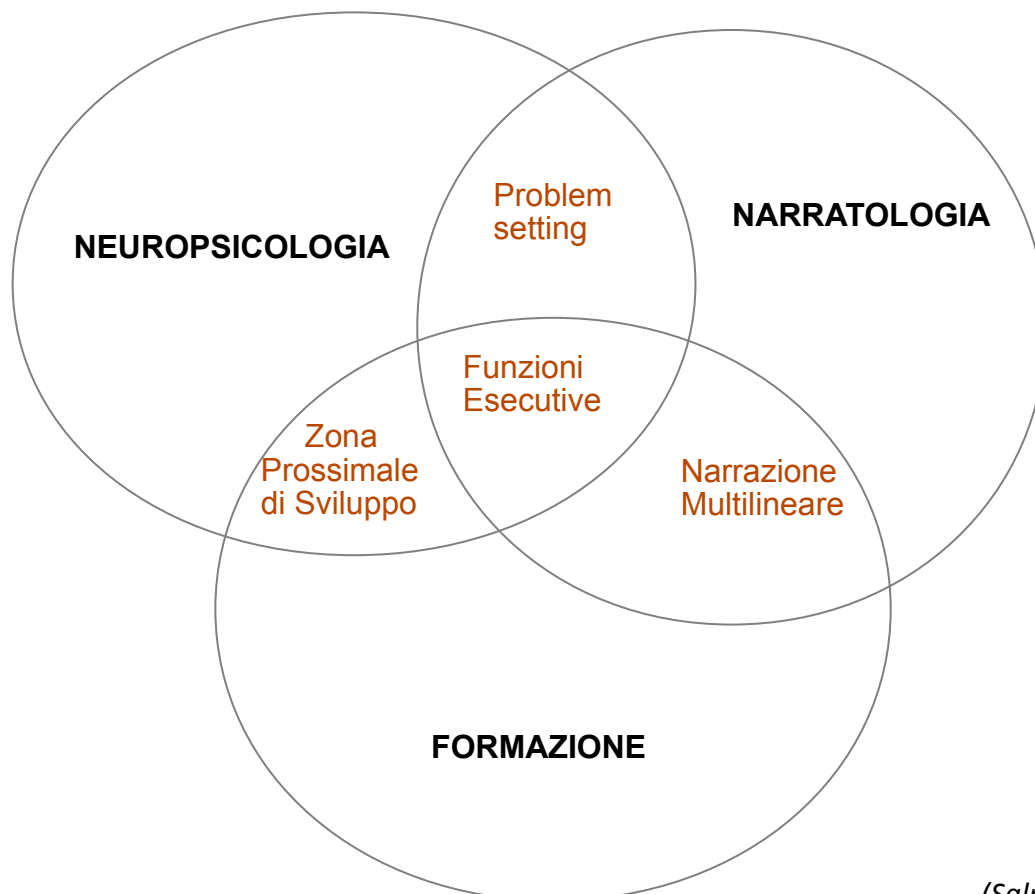 Problem
setting
NARRATOLOGIA
NEUROPSICOLOGIA
Funzioni
Esecutive
Zona
Prossimale
di Sviluppo
Narrazione
Multilineare
FORMAZIONE